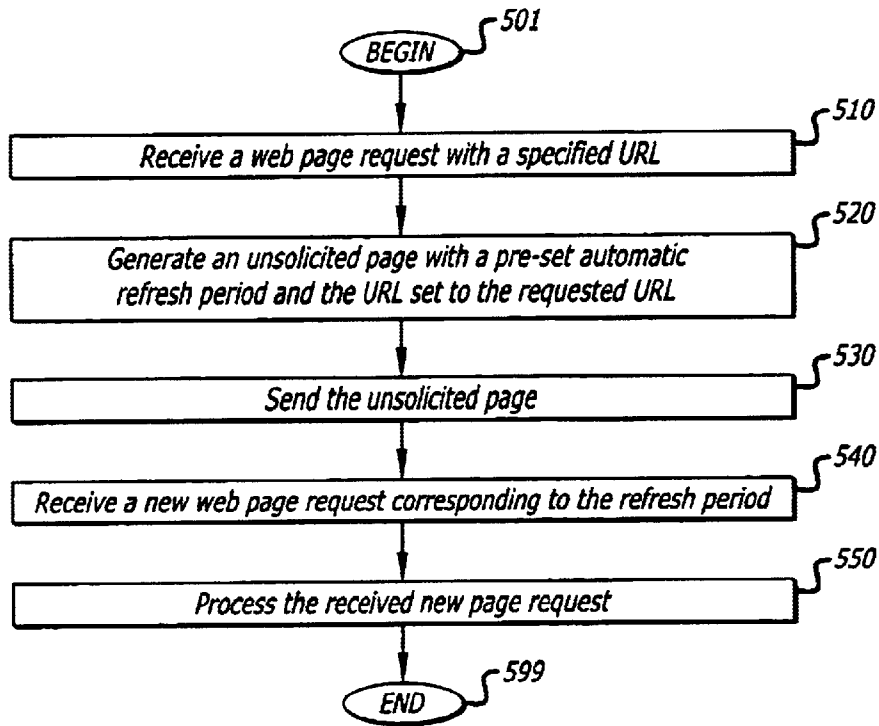 BEGIN
501
510
Receive a web page request with a specified URL
520
Generate an unsolicited page with a pre-set automatic
refresh period and the URL set to the requested URL
530
Send the unsolicited page
540
Receive a new web page request corresponding to the refresh period
550
Process the received new page request
599
END